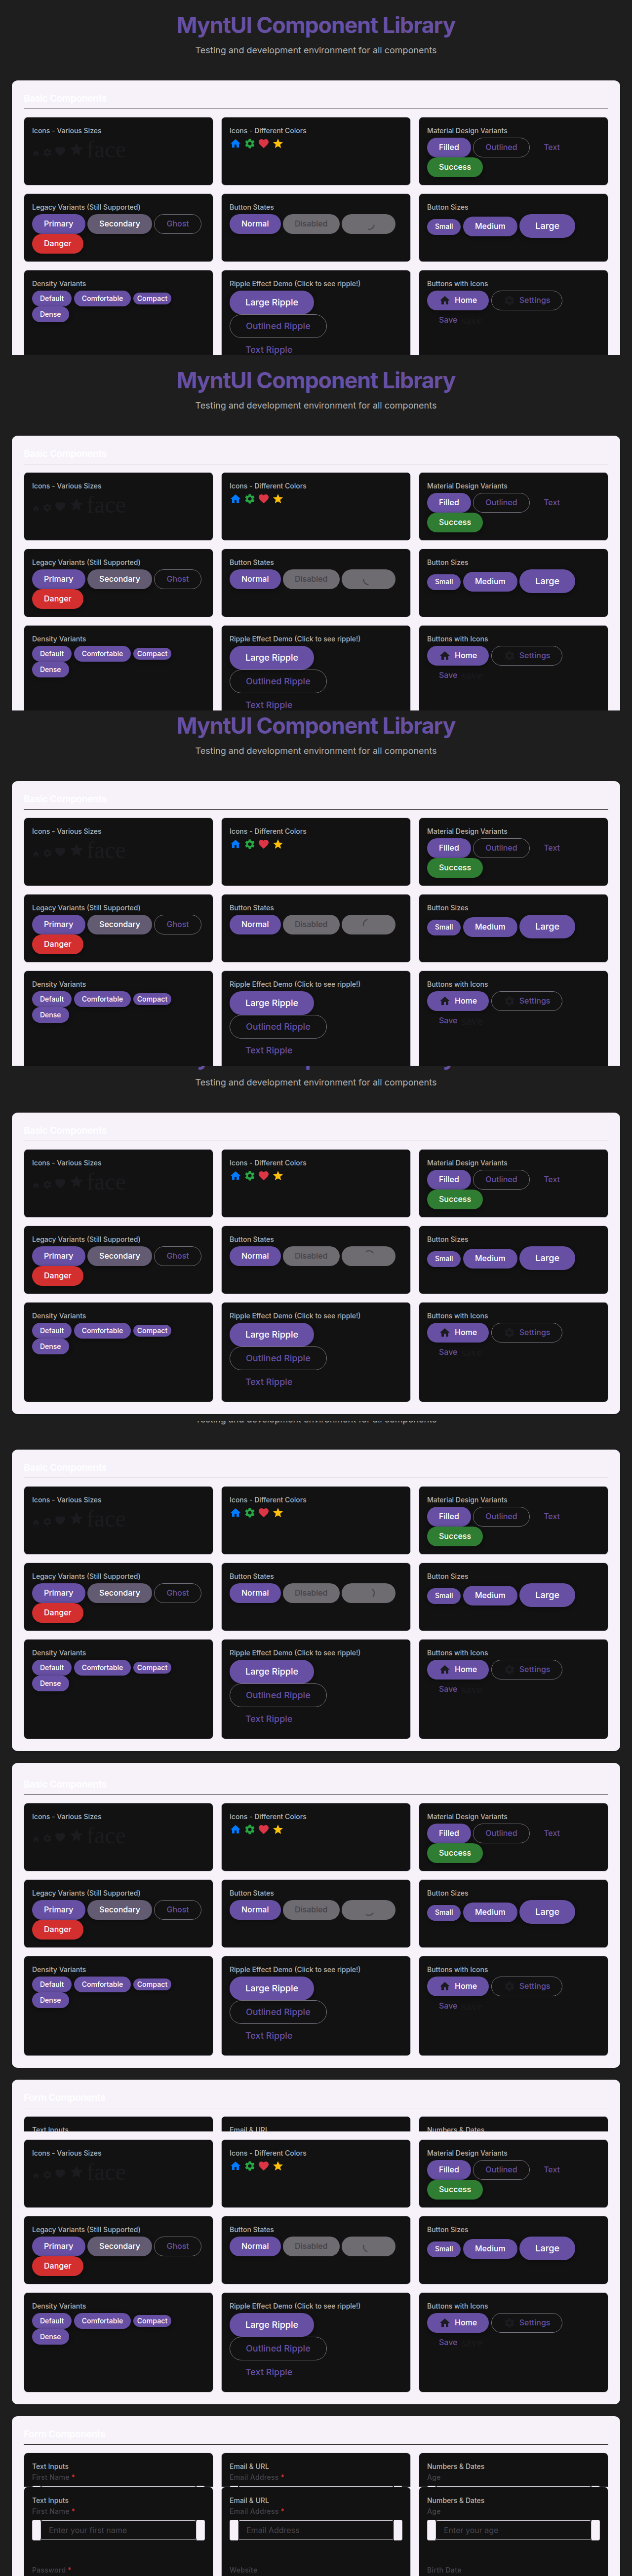 MyntUI Component Library
Testing and development environment for all components
Basic Components
Icons - Various Sizes
face
Icons - Different Colors
Material Design Variants
Filled Outlined Text
Success
Legacy Variants (Still Supported)
Primary Secondary Ghost
Danger
Button States
Normal Disabled
Button Sizes
Small Medium Large
Density Variants
Default Comfortable Compact
Dense
Ripple Effect Demo (Click to see ripple!)
Large Ripple
Outlined Ripple
Text Ripple
Buttons with Icons
Home Settings
Save
MyntUI Component Library
Testing and development environment for all components
Basic Components
Icons - Various Sizes
face
Icons - Different Colors
Material Design Variants
Filled Outlined Text
Success
Legacy Variants (Still Supported)
Primary Secondary Ghost
Danger
Button States
Normal Disabled
Button Sizes
Small Medium Large
Density Variants
Default Comfortable Compact
Dense
Ripple Effect Demo (Click to see ripple!)
Large Ripple
Outlined Ripple
Text Ripple
Buttons with Icons
Home Settings
Save
MyntUI Component Library
Testing and development environment for all components
Basic Components
Icons - Various Sizes
face
Icons - Different Colors
Material Design Variants
Filled Outlined Text
Success
Legacy Variants (Still Supported)
Primary Secondary Ghost
Danger
Button States
Normal Disabled
Button Sizes
Small Medium Large
Density Variants
Default Comfortable Compact
Dense
Ripple Effect Demo (Click to see ripple!)
Large Ripple
Outlined Ripple
Text Ripple
Buttons with Icons
Home Settings
Save
Testing and development environment for all components
Basic Components
Icons - Various Sizes
face
Icons - Different Colors
Material Design Variants
Filled Outlined Text
Success
Legacy Variants (Still Supported)
Primary Secondary Ghost
Danger
Button States
Normal Disabled
Button Sizes
Small Medium Large
Density Variants
Default Comfortable Compact
Dense
Ripple Effect Demo (Click to see ripple!)
Large Ripple
Outlined Ripple
Text Ripple
Buttons with Icons
Home Settings
Save
Testing and development environment for all components
Basic Components
Icons - Various Sizes
face
Icons - Different Colors
Material Design Variants
Filled Outlined Text
Success
Legacy Variants (Still Supported)
Primary Secondary Ghost
Danger
Button States
Normal Disabled
Button Sizes
Small Medium Large
Density Variants
Default Comfortable Compact
Dense
Ripple Effect Demo (Click to see ripple!)
Large Ripple
Outlined Ripple
Text Ripple
Buttons with Icons
Home Settings
Save
Basic Components
Icons - Various Sizes
face
Icons - Different Colors
Material Design Variants
Filled Outlined Text
Success
Legacy Variants (Still Supported)
Primary Secondary Ghost
Danger
Button States
Normal Disabled
Button Sizes
Small Medium Large
Density Variants
Default Comfortable Compact
Dense
Ripple Effect Demo (Click to see ripple!)
Large Ripple
Outlined Ripple
Text Ripple
Buttons with Icons
Home Settings
Save
Form Components
Text Inputs
Email & URL
Numbers & Dates
Icons - Various Sizes
face
Icons - Different Colors
Material Design Variants
Filled Outlined Text
Success
Legacy Variants (Still Supported)
Primary Secondary Ghost
Danger
Button States
Normal Disabled
Button Sizes
Small Medium Large
Density Variants
Default Comfortable Compact
Dense
Ripple Effect Demo (Click to see ripple!)
Large Ripple
Outlined Ripple
Text Ripple
Buttons with Icons
Home Settings
Save
Form Components
Text Inputs
First Name *
Email & URL
Email Address *
Numbers & Dates
Age
Text Inputs
First Name *
Enter your first name
Password *
Email & URL
Email Address *
Email Address
Website
Numbers & Dates
Age
Enter your age
Birth Date